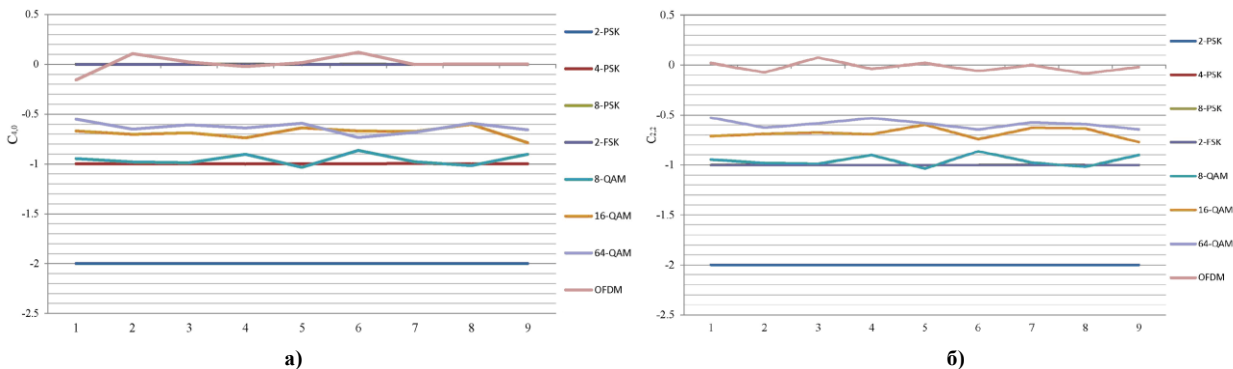 0.5
0
-0.5
-1
-1.5
-2
-2.5
C4,0
1 2 3 4 5 6 7 8 9
2-PSK
4-PSK
8-PSK
2-FSK
8-QAM
16-QAM
64-QAM
OFDM
а)
0.5
0
-0.5
-1
-1.5
-2
-2.5
C2,2
1 2 3 4 5 6 7 8 9
2-PSK
4-PSK
8-PSK
2-FSK
8-QAM
16-QAM
64-QAM
OFDM
б)